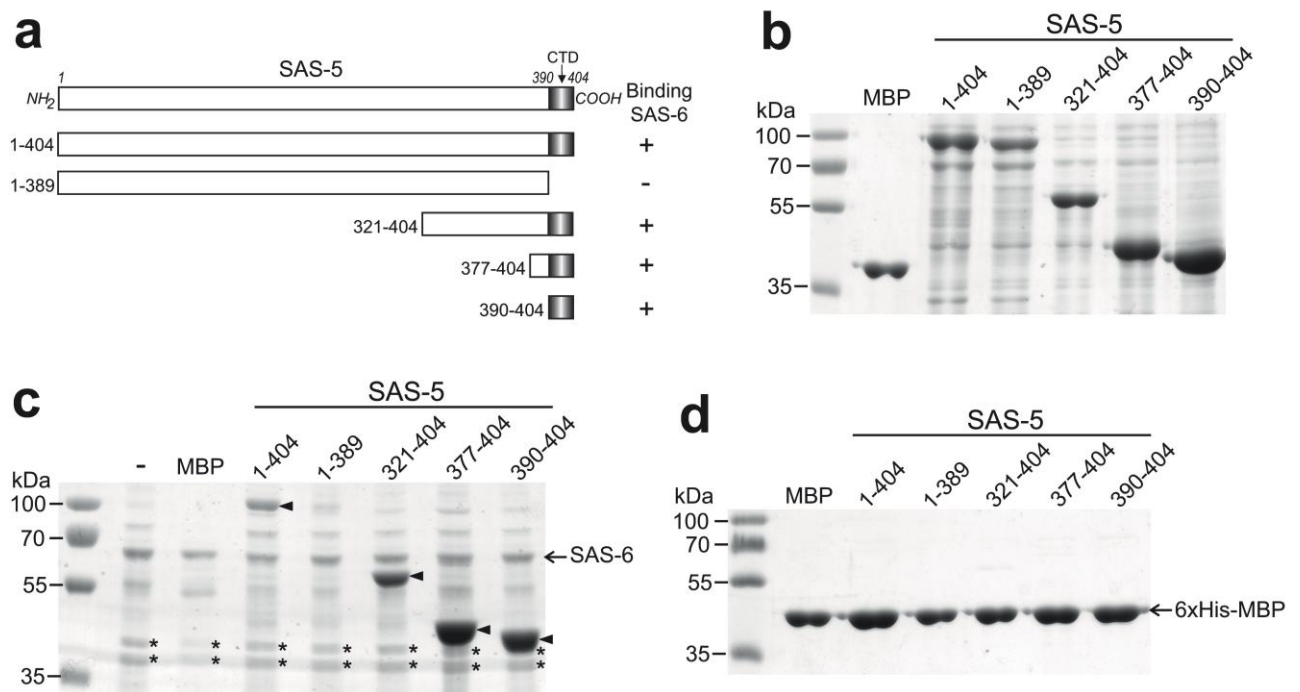 a
SAS-5
CTD
1
390
404
NH2
COOH
Binding
SAS-6
1-404
+
1-389
-
321-404
+
377-404
+
390-404
+
b
SAS-5
kDa
MBP
1-404
1-389
321-404
377-404
390-404
100
70
55
35
c
SAS-5
kDa
-
MBP
1-404
1-389
321-404
377-404
390-404
100
70
55
35
SAS-6
* * * * * * *
* * * * * * *
d
SAS-5
kDa
MBP
1-404
1-389
321-404
377-404
390-404
100
70
55
35
6xHis-MBP